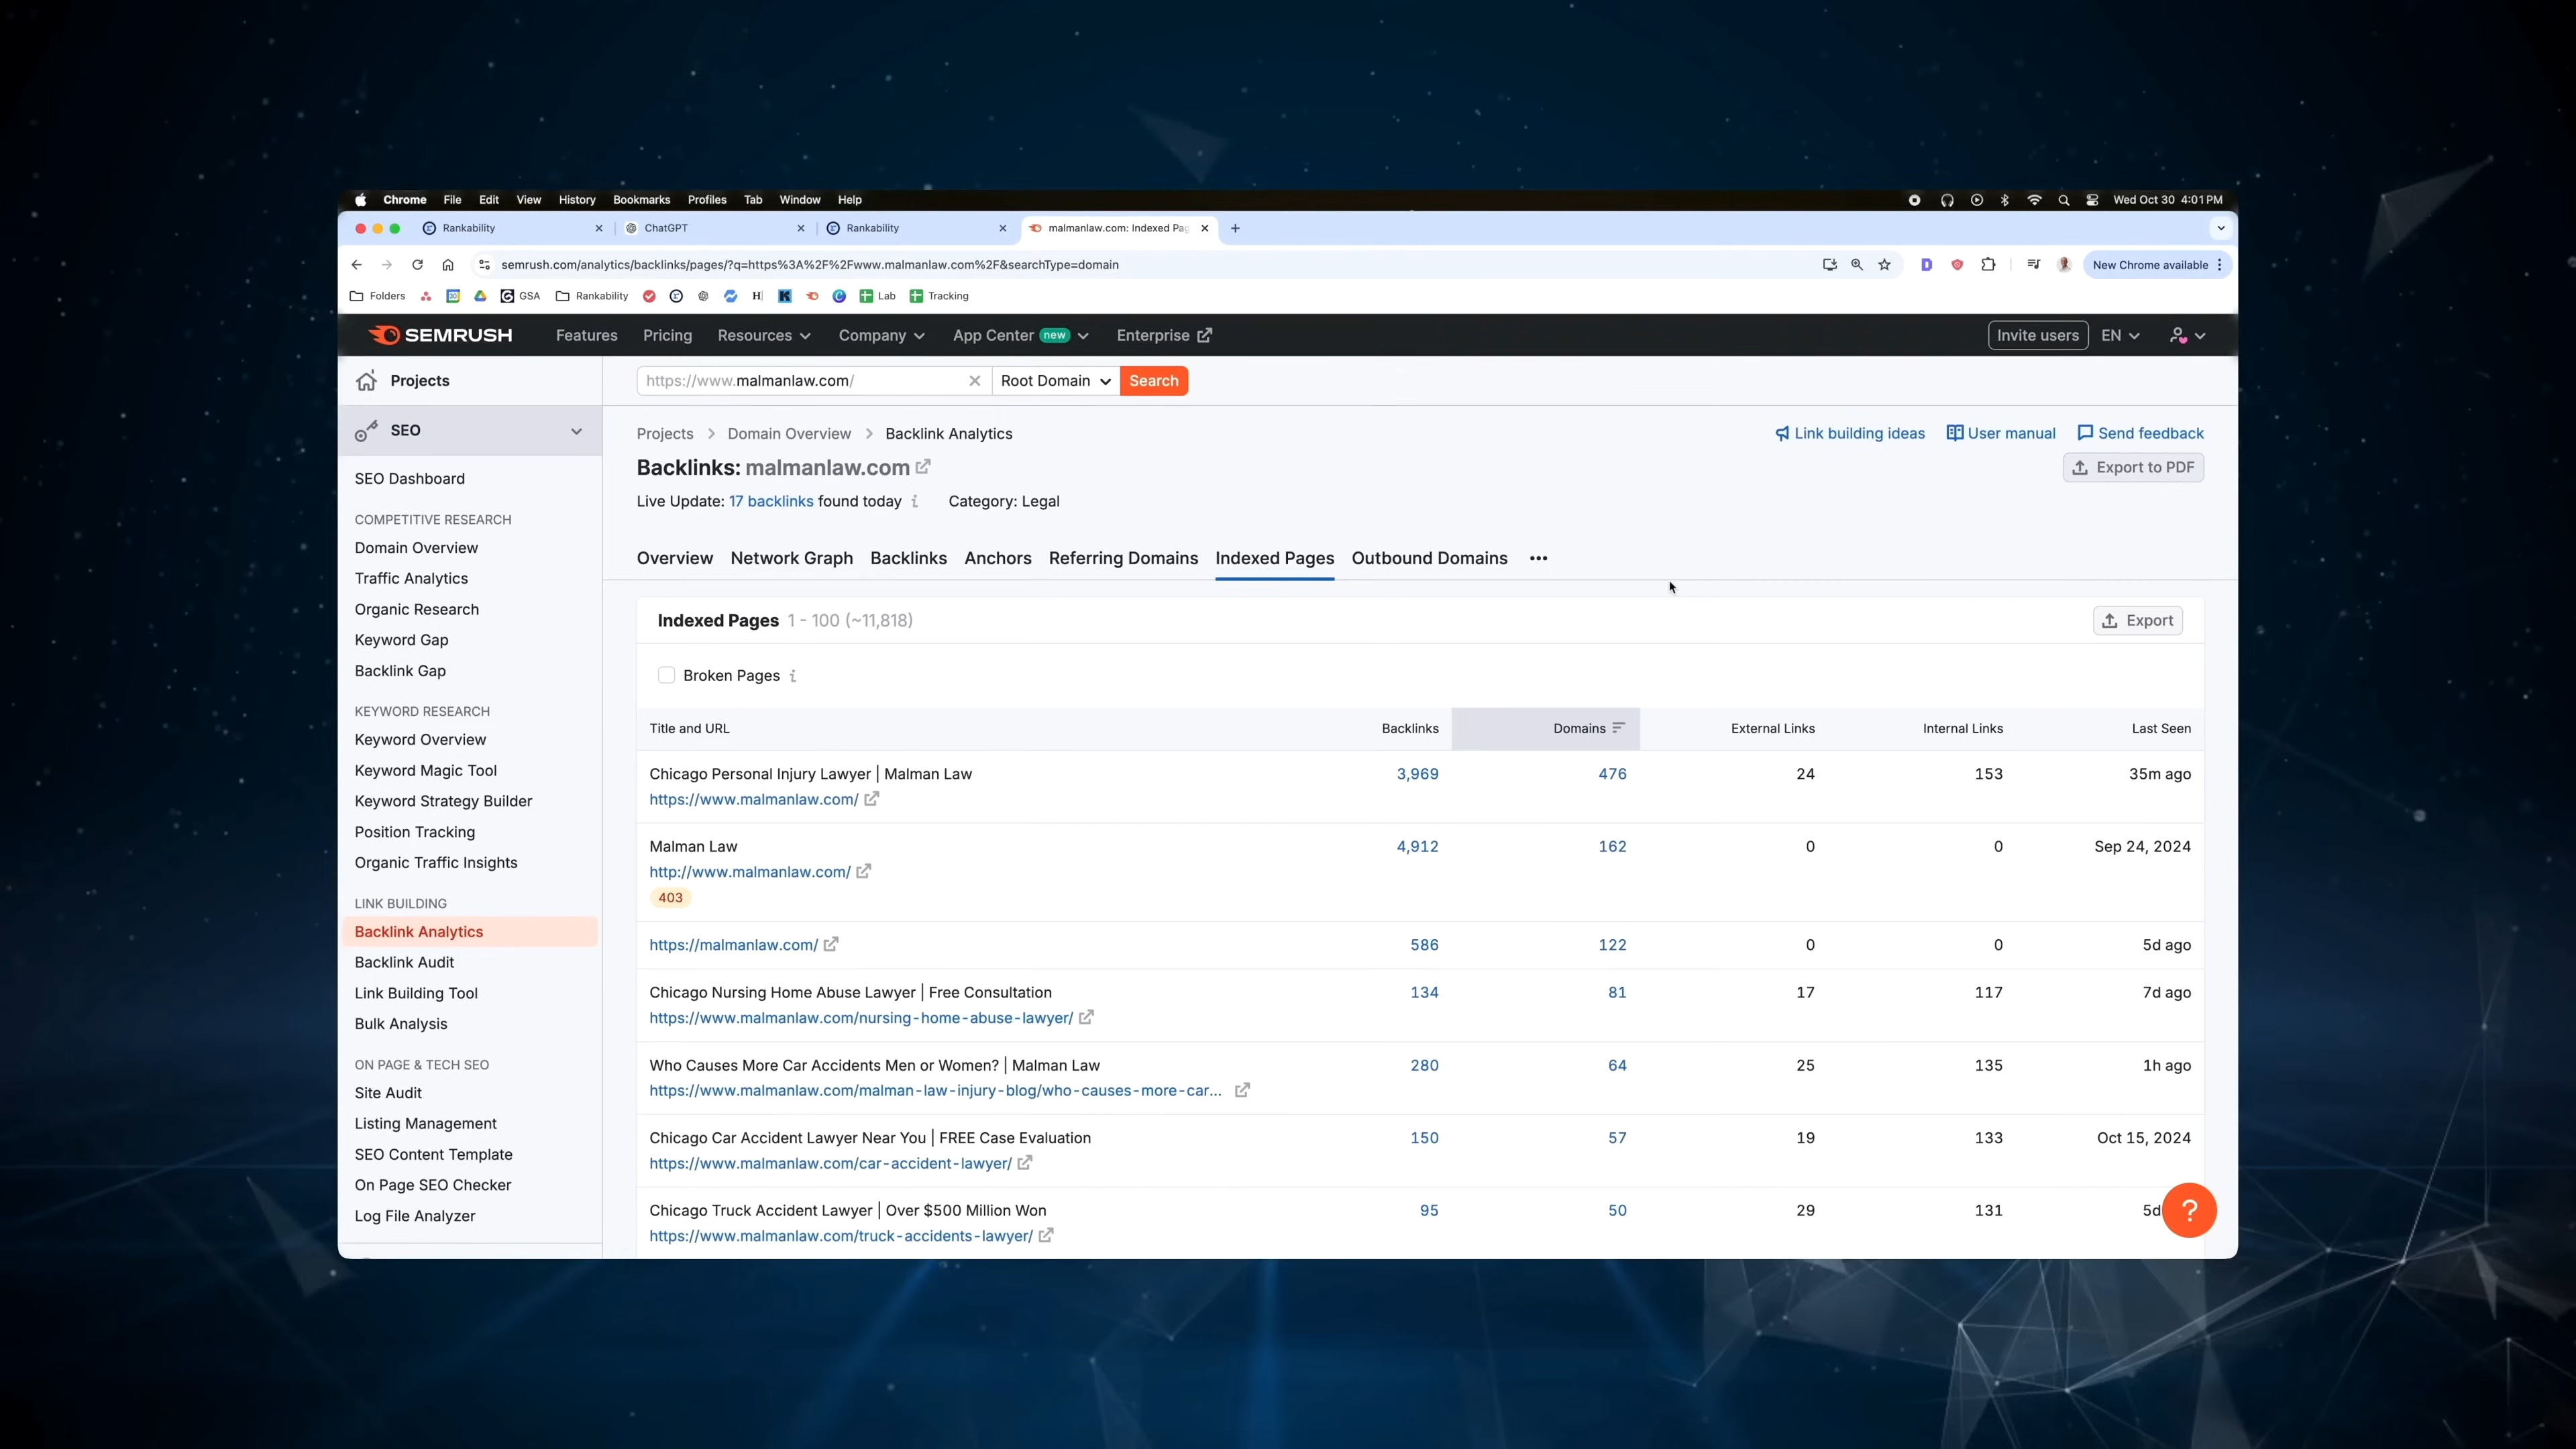 Chrome File Edit View History Bookmarks Profiles Tab Window Help Wed Oct 30 4:01 PM
Rankability ChatGPT Rankability malmanlaw.com: Indexed Pag
semrush.com/analytics/backlinks/pages/?q=https%3A%2F%2Fwww.malmanlaw.com%2F&searchType=domain New Chrome available
Folders GSA Rankability Lab Tracking
SEMRUSH Features Pricing Resources Company App Center new Enterprise Invite users EN
Projects
SEO
SEO Dashboard
COMPETITIVE RESEARCH
Domain Overview
Traffic Analytics
Organic Research
Keyword Gap
Backlink Gap
KEYWORD RESEARCH
Keyword Overview
Keyword Magic Tool
Keyword Strategy Builder
Position Tracking
Organic Traffic Insights
LINK BUILDING
Backlink Analytics
Backlink Audit
Link Building Tool
Bulk Analysis
ON PAGE & TECH SEO
Site Audit
Listing Management
SEO Content Template
On Page SEO Checker
Log File Analyzer
https://www.malmanlaw.com/ Root Domain Search
Projects > Domain Overview > Backlink Analytics Link building ideas User manual Send feedback
Backlinks: malmanlaw.com Export to PDF
Live Update: 17 backlinks found today i Category: Legal
Overview Network Graph Backlinks Anchors Referring Domains Indexed Pages Outbound Domains •••
Indexed Pages 1 - 100 (~11,818) Export
Broken Pages i
Title and URL Backlinks Domains External Links Internal Links Last Seen
Chicago Personal Injury Lawyer | Malman Law 3,969 476 24 153 35m ago
https://www.malmanlaw.com/
Malman Law 4,912 162 0 0 Sep 24, 2024
http://www.malmanlaw.com/
403
https://malmanlaw.com/ 586 122 0 0 5d ago
Chicago Nursing Home Abuse Lawyer | Free Consultation 134 81 17 117 7d ago
https://www.malmanlaw.com/nursing-home-abuse-lawyer/
Who Causes More Car Accidents Men or Women? | Malman Law 280 64 25 135 1h ago
https://www.malmanlaw.com/malman-law-injury-blog/who-causes-more-car...
Chicago Car Accident Lawyer Near You | FREE Case Evaluation 150 57 19 133 Oct 15, 2024
https://www.malmanlaw.com/car-accident-lawyer/
Chicago Truck Accident Lawyer | Over $500 Million Won 95 50 29 131 5d ?
https://www.malmanlaw.com/truck-accidents-lawyer/